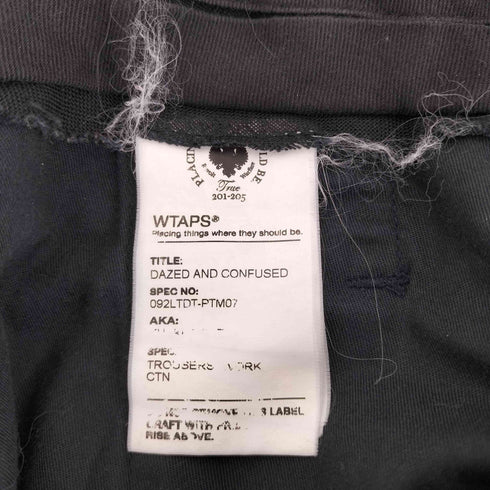 PLACIN
LD BE
True
201-205
WTAPS®
Placing things where they should be.
TITLE:
DAZED AND CONFUSED
SPEC NO:
092LTDT-PTM07
AKA:
SPEC:
TROUSERS
CTN
LABEL
CRAFT WITH
RISE ABOVE.